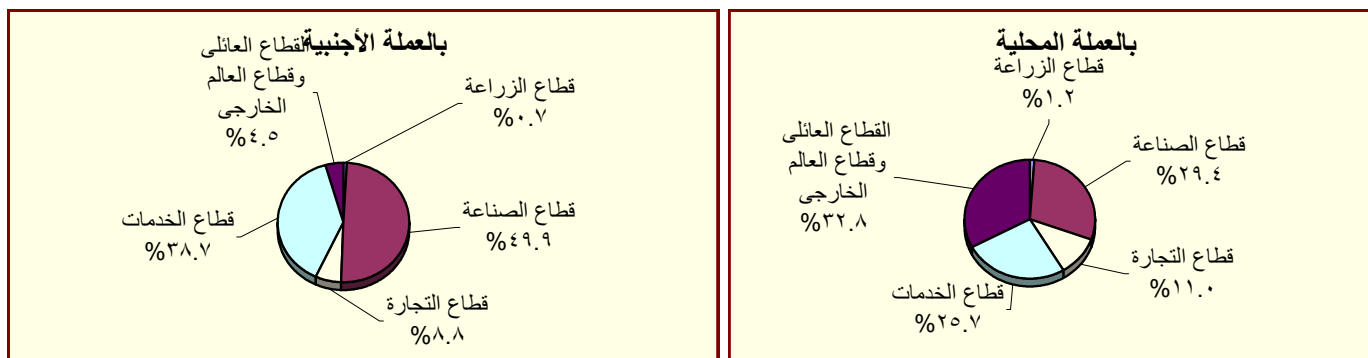 بالعملة المحلية
قطاع الزراعة
%١.٢
قطاع الصناعة
%٢٩.٤
قطاع التجارة
%١١.٠
قطاع الخدمات
%٢٥.٧
القطاع العائلى
وقطاع العالم
الخارجى
%٣٢.٨
بالعملة الأجنبية
قطاع الزراعة
%٠.٧
قطاع الصناعة
%٤٩.٩
قطاع التجارة
%٨.٨
قطاع الخدمات
%٣٨.٧
القطاع العائلى
وقطاع العالم
الخارجى
%٤.٥